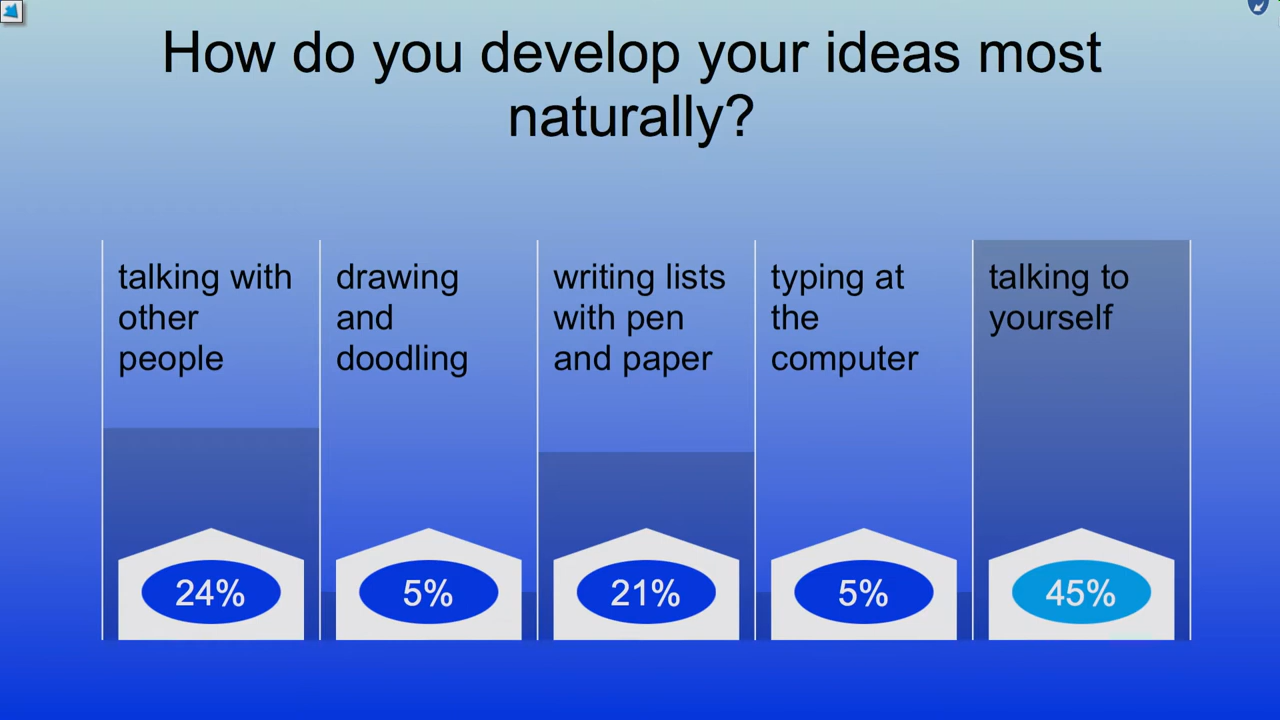 How do you develop your ideas most
naturally?
talking with
other
people
drawing
and
doodling
writing lists
with pen
and paper
typing at
the
computer
talking to
yourself
24%
5%
21%
5%
45%